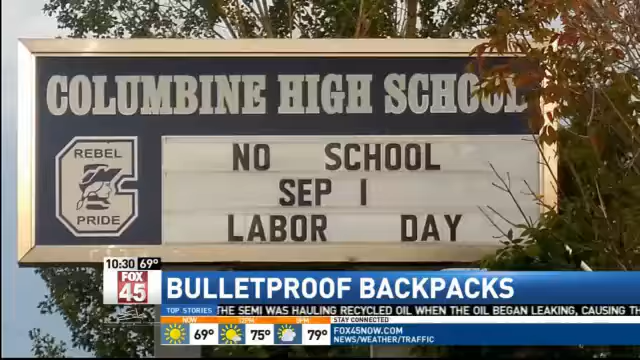 COLUMBINE HIGH SCHOOL
REBEL
PRIDE
NO SCHOOL
SEP 1
LABOR DAY
10:30 69°
FOX
45
BULLETPROOF BACKPACKS
TOP STORIES
THE SEMI WAS HAULING RECYCLED OIL WHEN THE OIL BEGAN LEAKING, CAUSING TH
NOW
STAY CONNECTED
69° 75° 79°
FOX45NOW.COM
NEWS/WEATHER/TRAFFIC